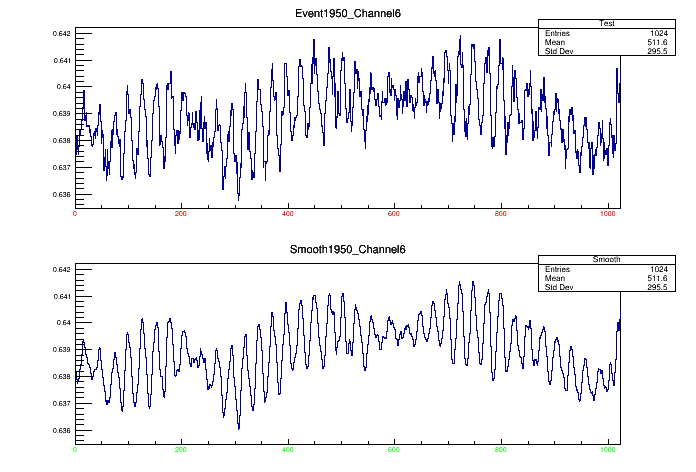 Event1950_Channel6
Test
Entries 1024
Mean 511.6
Std Dev 295.5
0.642
0.641
0.64
0.639
0.638
0.637
0.636
0 200 400 600 800 1000
Smooth1950_Channel6
Smooth
Entries 1024
Mean 511.6
Std Dev 295.5
0.642
0.641
0.64
0.639
0.638
0.637
0.636
0 200 400 600 800 1000